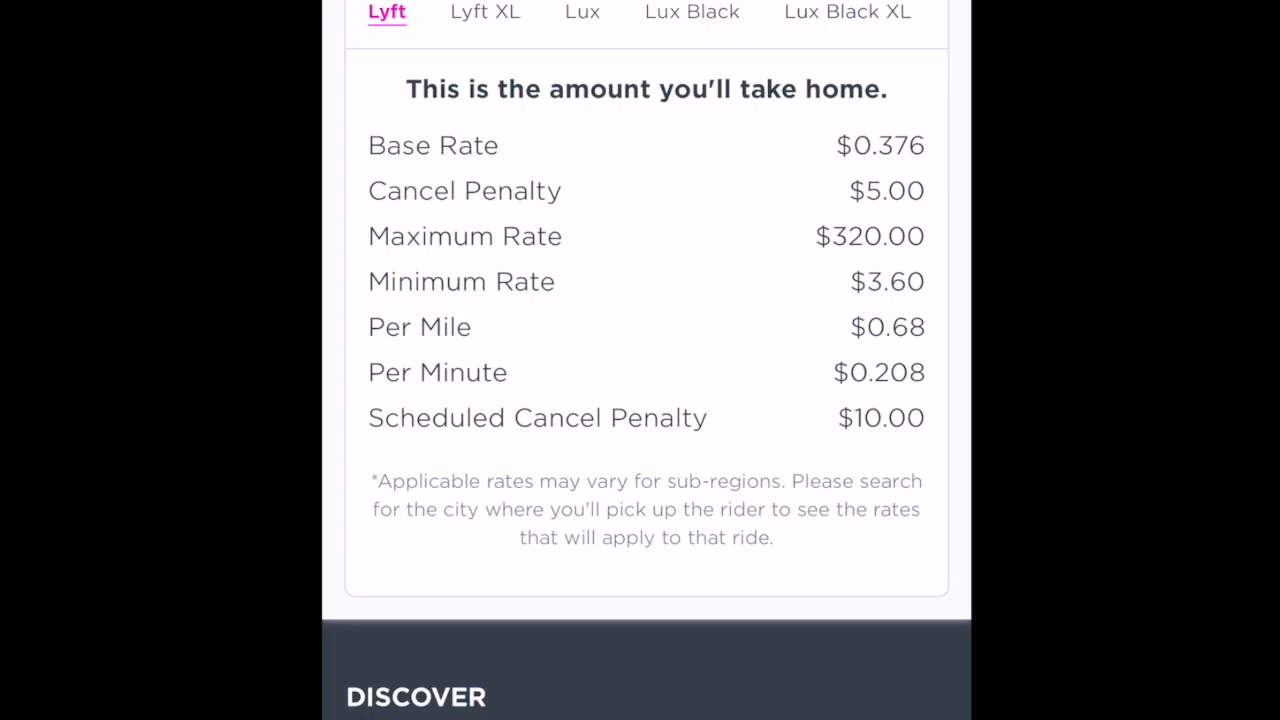 Lyft Lyft XL Lux Lux Black Lux Black XL
This is the amount you'll take home.
Base Rate $0.376
Cancel Penalty $5.00
Maximum Rate $320.00
Minimum Rate $3.60
Per Mile $0.68
Per Minute $0.208
Scheduled Cancel Penalty $10.00
*Applicable rates may vary for sub-regions. Please search
for the city where you'll pick up the rider to see the rates
that will apply to that ride.
DISCOVER